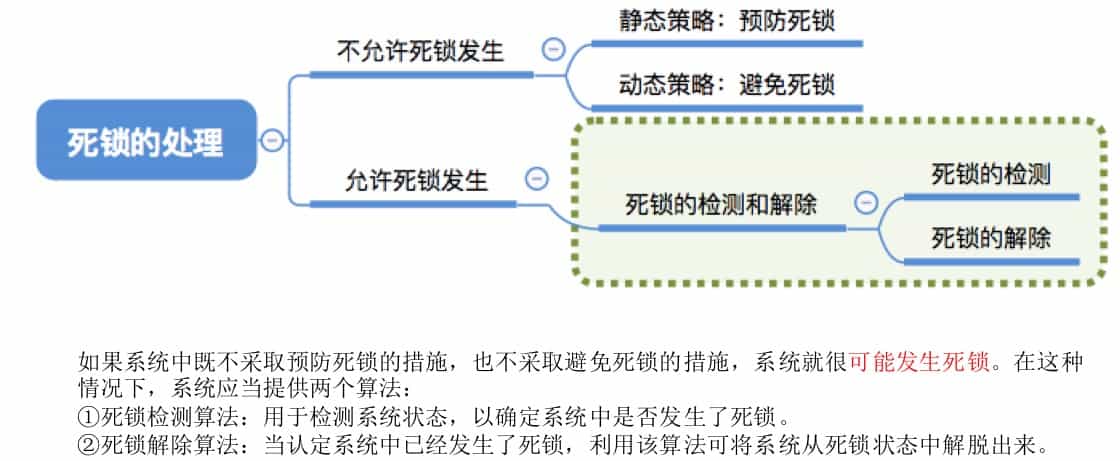 死锁的处理
不允许死锁发生
静态策略：预防死锁
动态策略：避免死锁
允许死锁发生
死锁的检测和解除
死锁的检测
死锁的解除
如果系统中既不采取预防死锁的措施，也不采取避免死锁的措施，系统就很可能发生死锁。在这种
情况下，系统应当提供两个算法：
①死锁检测算法：用于检测系统状态，以确定系统中是否发生了死锁。
②死锁解除算法：当认定系统中已经发生了死锁，利用该算法可将系统从死锁状态中解脱出来。